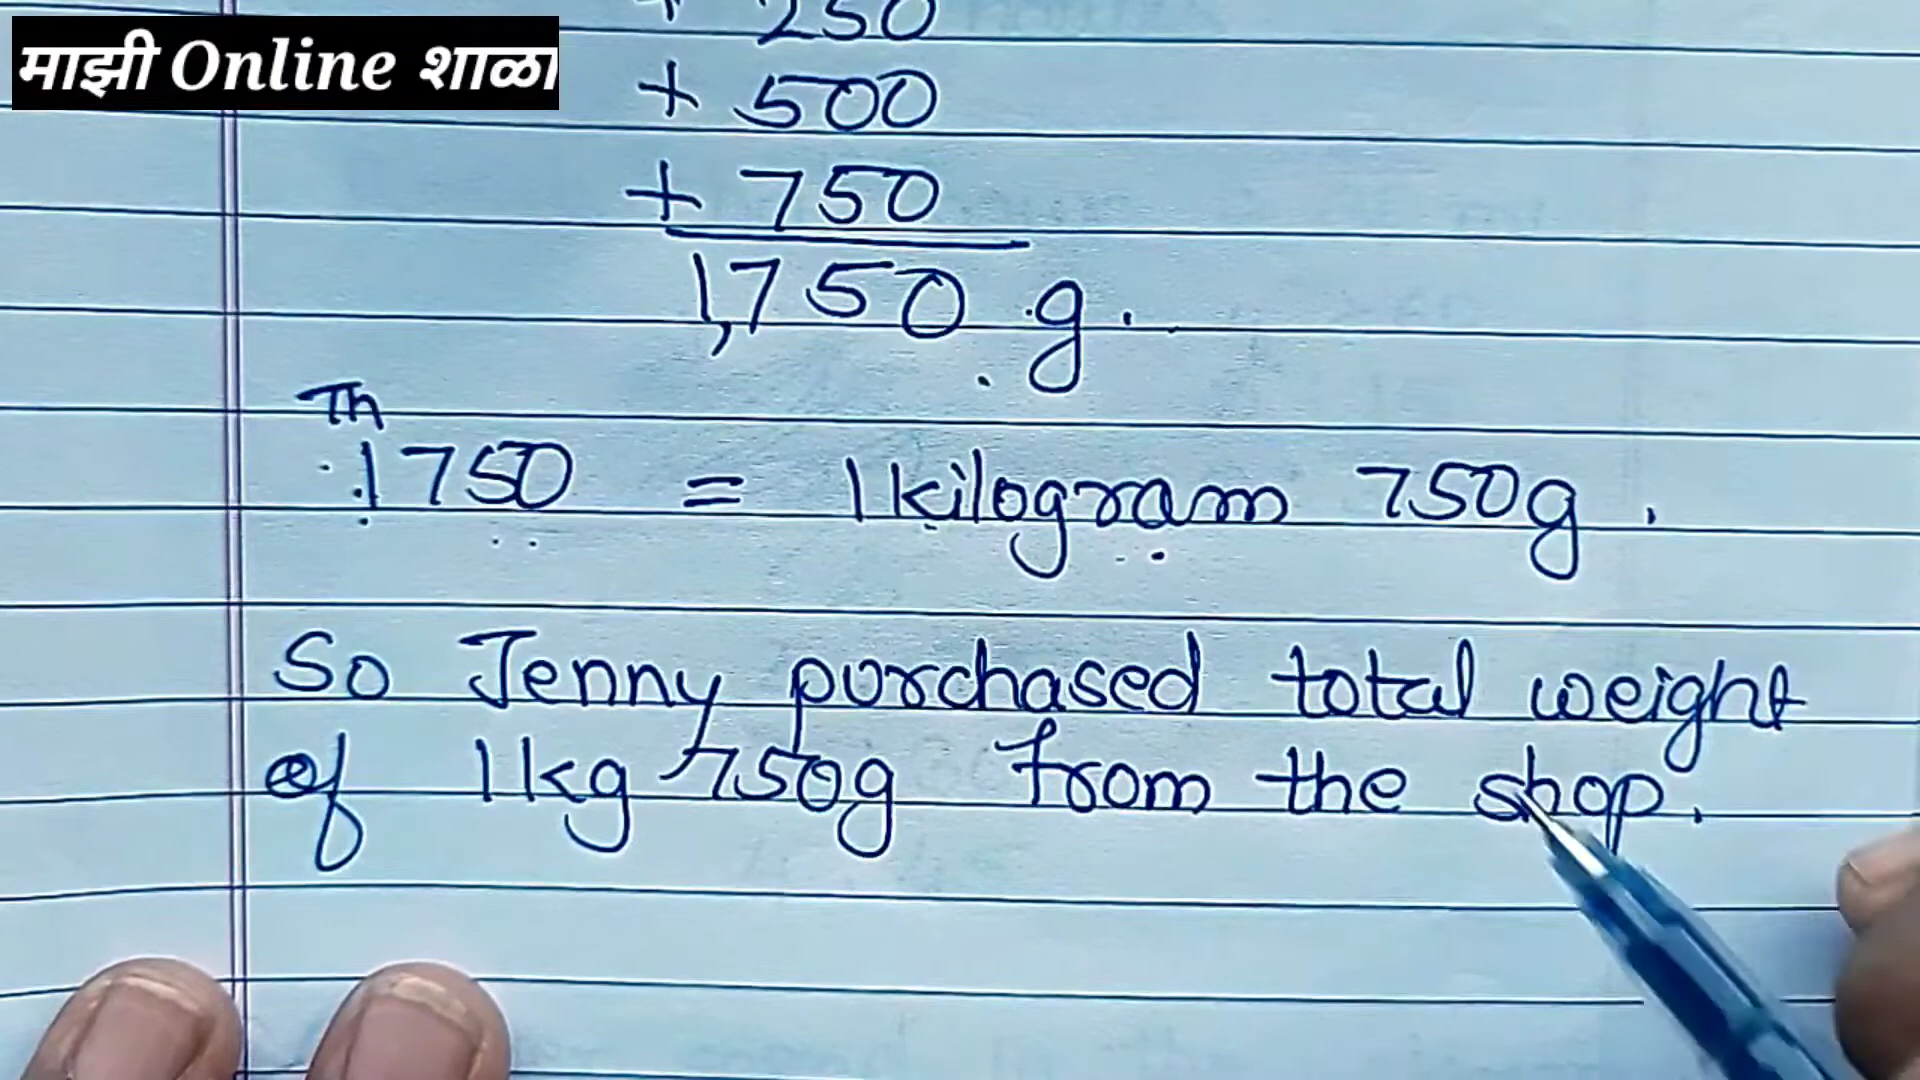 माझी Online शाळा
+ 250
+ 500
+ 750
1,750 g.
Th
1750 = 1kilogram 750g.
So Jenny purchased total weight
of 1kg 750g from the shop.